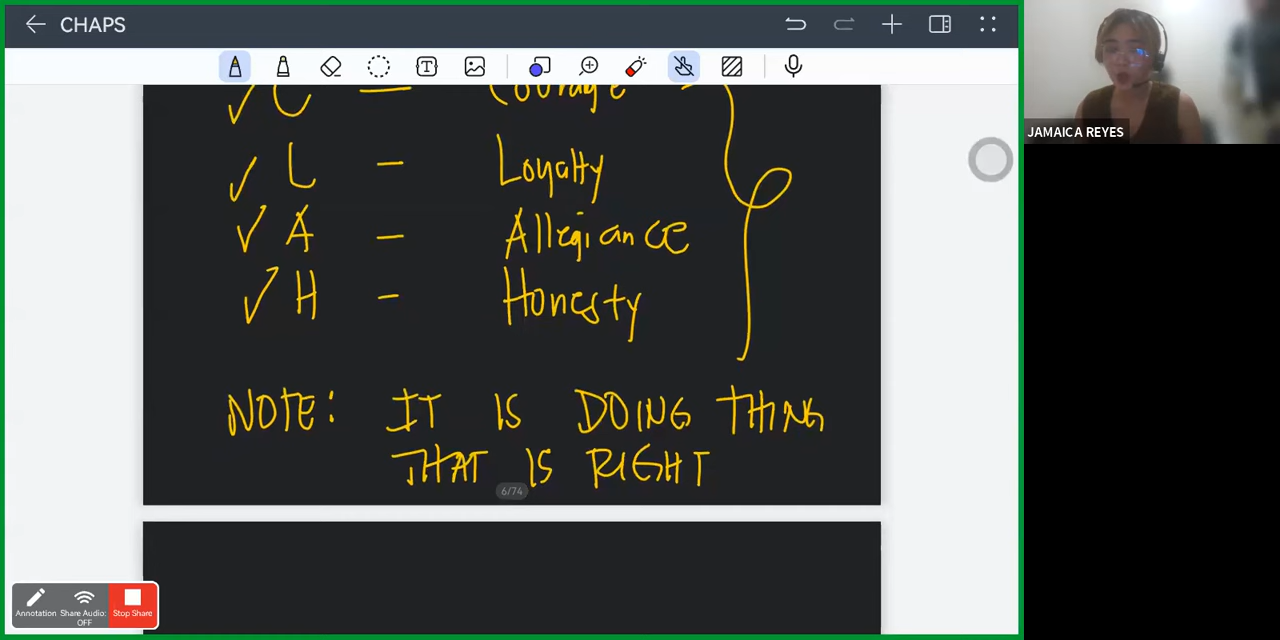 CHAPS
✓ C — Courage
✓ L — Loyalty
✓ A — Allegiance
✓ H — Honesty
NOTE: IT IS DOING THING
THAT IS RIGHT
6/74
Annotation
Share Audio: OFF
Stop Share
JAMAICA REYES